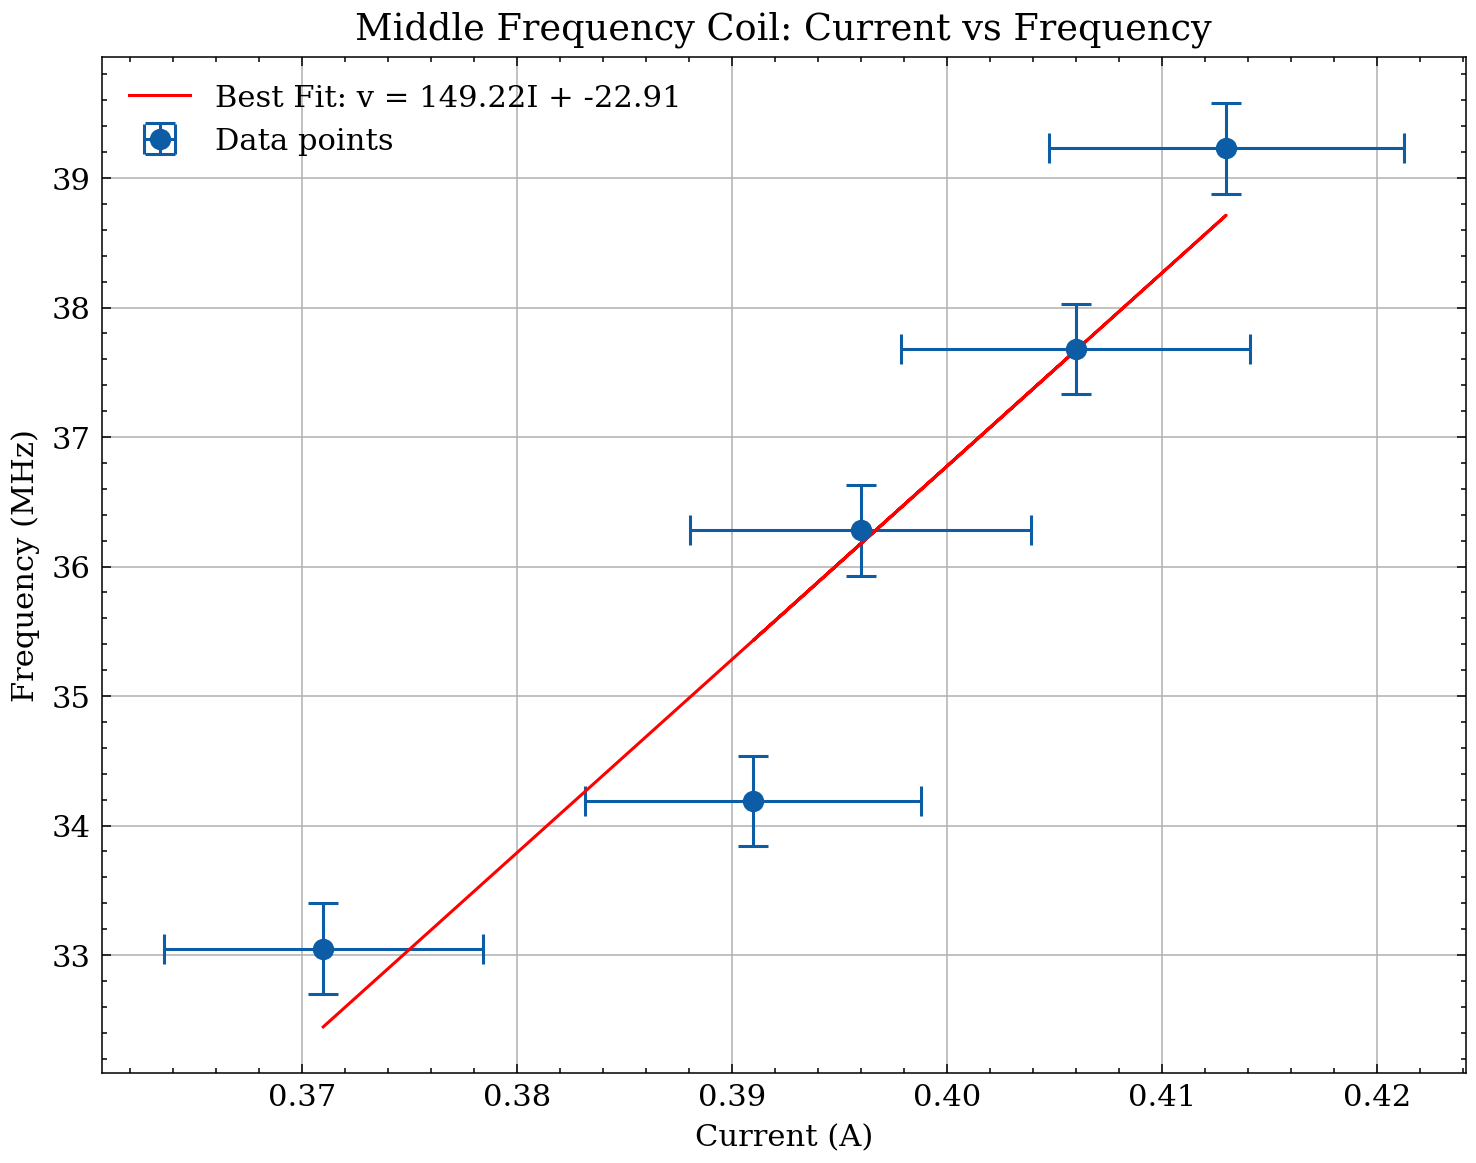 Middle Frequency Coil: Current vs Frequency
Best Fit: v = 149.22I + -22.91
Data points
Frequency (MHz)
39
38
37
36
35
34
33
0.37 0.38 0.39 0.40 0.41 0.42
Current (A)